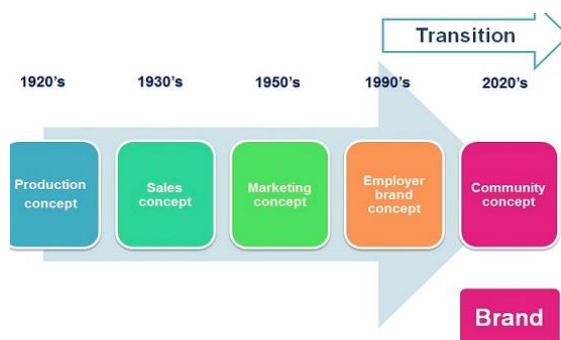 Transition
1920’s 1930’s 1950’s 1990’s 2020’s
Production
concept
Sales
concept
Marketing
concept
Employer
brand
concept
Community
concept
Brand